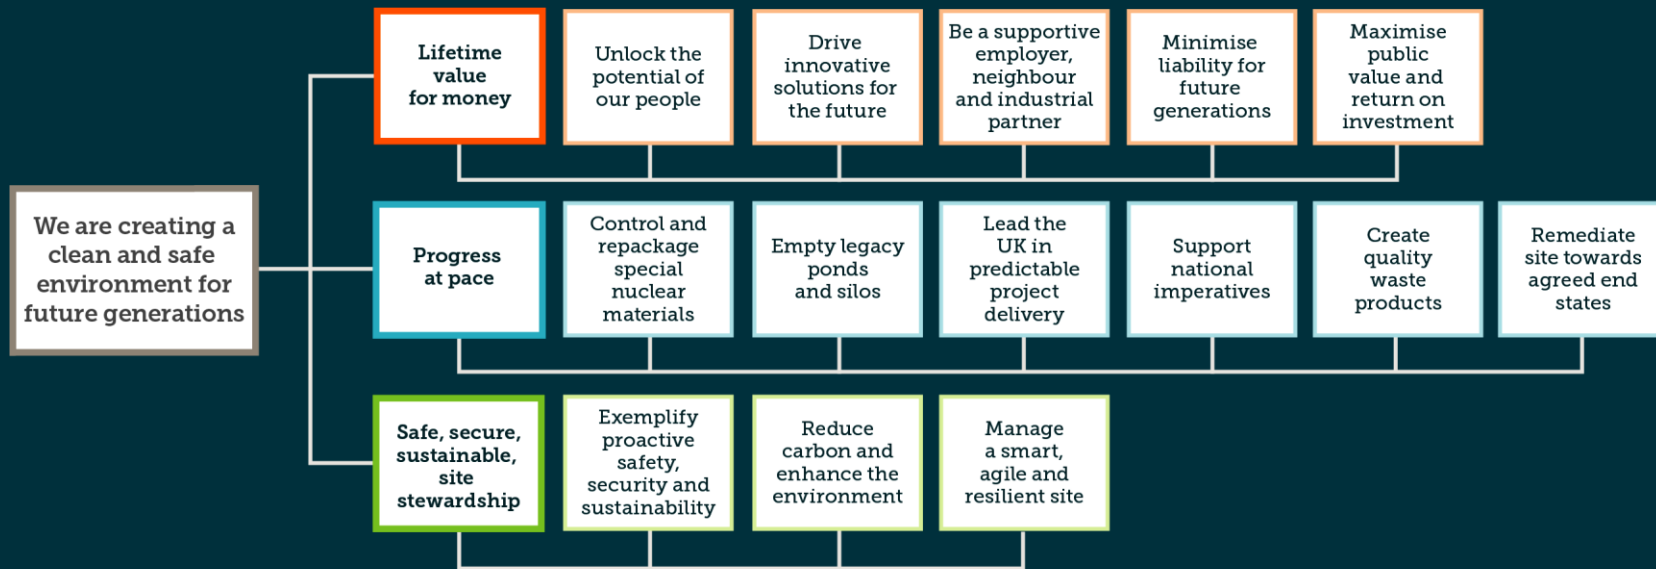 We are creating a
clean and safe
environment for
future generations
Lifetime
value
for money
Unlock the
potential of
our people
Drive
innovative
solutions for
the future
Be a supportive
employer,
neighbour
and industrial
partner
Minimise
liability for
future
generations
Maximise
public
value and
return on
investment
Progress
at pace
Control and
repackage
special
nuclear
materials
Empty legacy
ponds
and silos
Lead the
UK in
predictable
project
delivery
Support
national
imperatives
Create
quality
waste
products
Remediate
site towards
agreed end
states
Safe, secure,
sustainable,
site
stewardship
Exemplify
proactive
safety,
security and
sustainability
Reduce
carbon and
enhance the
environment
Manage
a smart,
agile and
resilient site